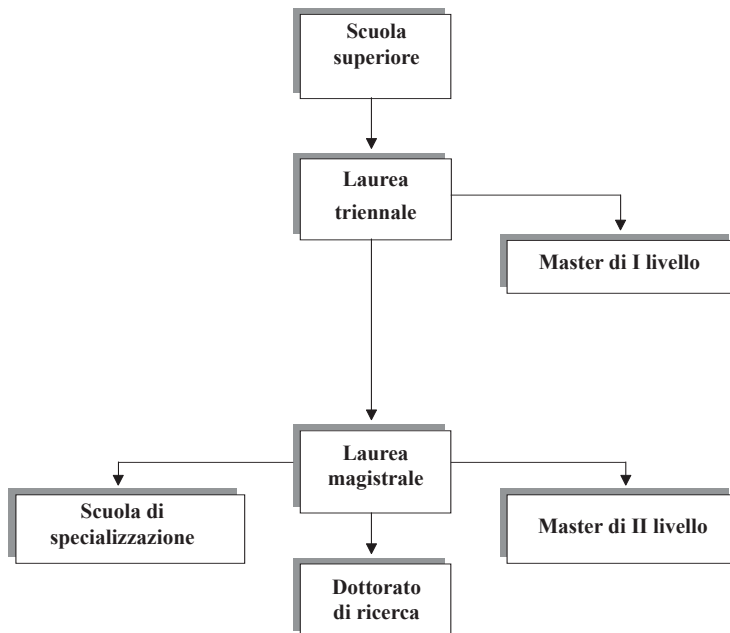 Scuola
superiore
Laurea
triennale
Master di I livello
Laurea
magistrale
Scuola di
specializzazione
Master di II livello
Dottorato
di ricerca